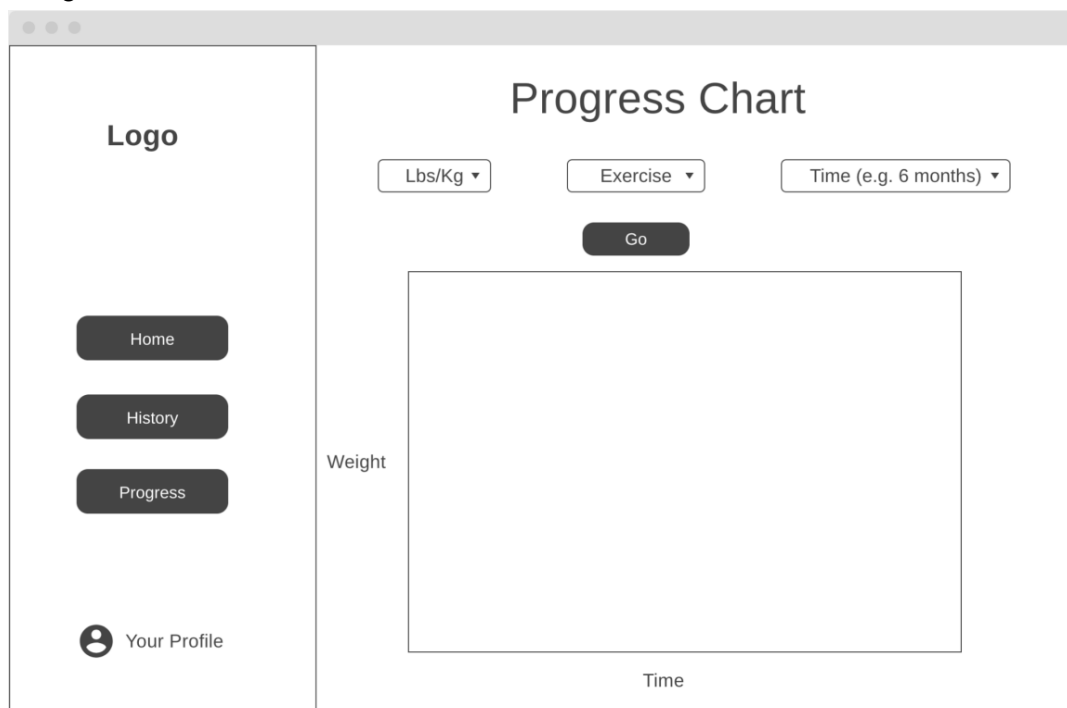 Logo
Home
History
Progress
Your Profile
Progress Chart
Lbs/Kg
Exercise
Time (e.g. 6 months)
Go
Weight
Time